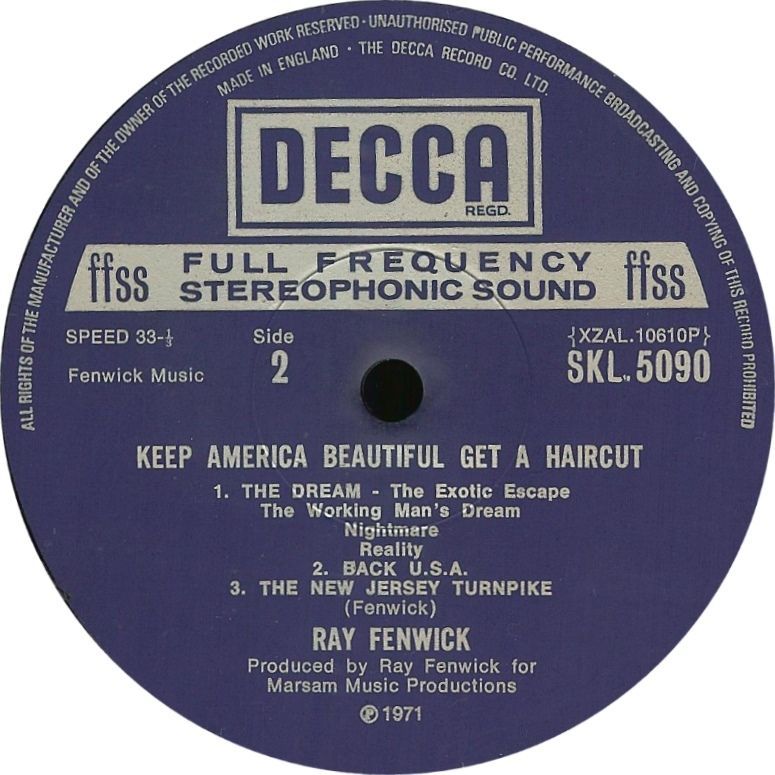 ALL RIGHTS OF THE MANUFACTURER AND OF THE OWNER OF THE RECORDED WORK RESERVED · UNAUTHORISED PUBLIC PERFORMANCE BROADCASTING AND COPYING OF THIS RECORD PROHIBITED
MADE IN ENGLAND · THE DECCA RECORD CO. LTD.
DECCA
REGD.
ffss FULL FREQUENCY ffss
STEREOPHONIC SOUND
SPEED 33-⅓ Side {XZAL.10610P}
2 SKL. 5090
Fenwick Music
KEEP AMERICA BEAUTIFUL GET A HAIRCUT
1. THE DREAM - The Exotic Escape
The Working Man's Dream
Nightmare
Reality
2. BACK U.S.A.
3. THE NEW JERSEY TURNPIKE
(Fenwick)
RAY FENWICK
Produced by Ray Fenwick for
Marsam Music Productions
℗ 1971